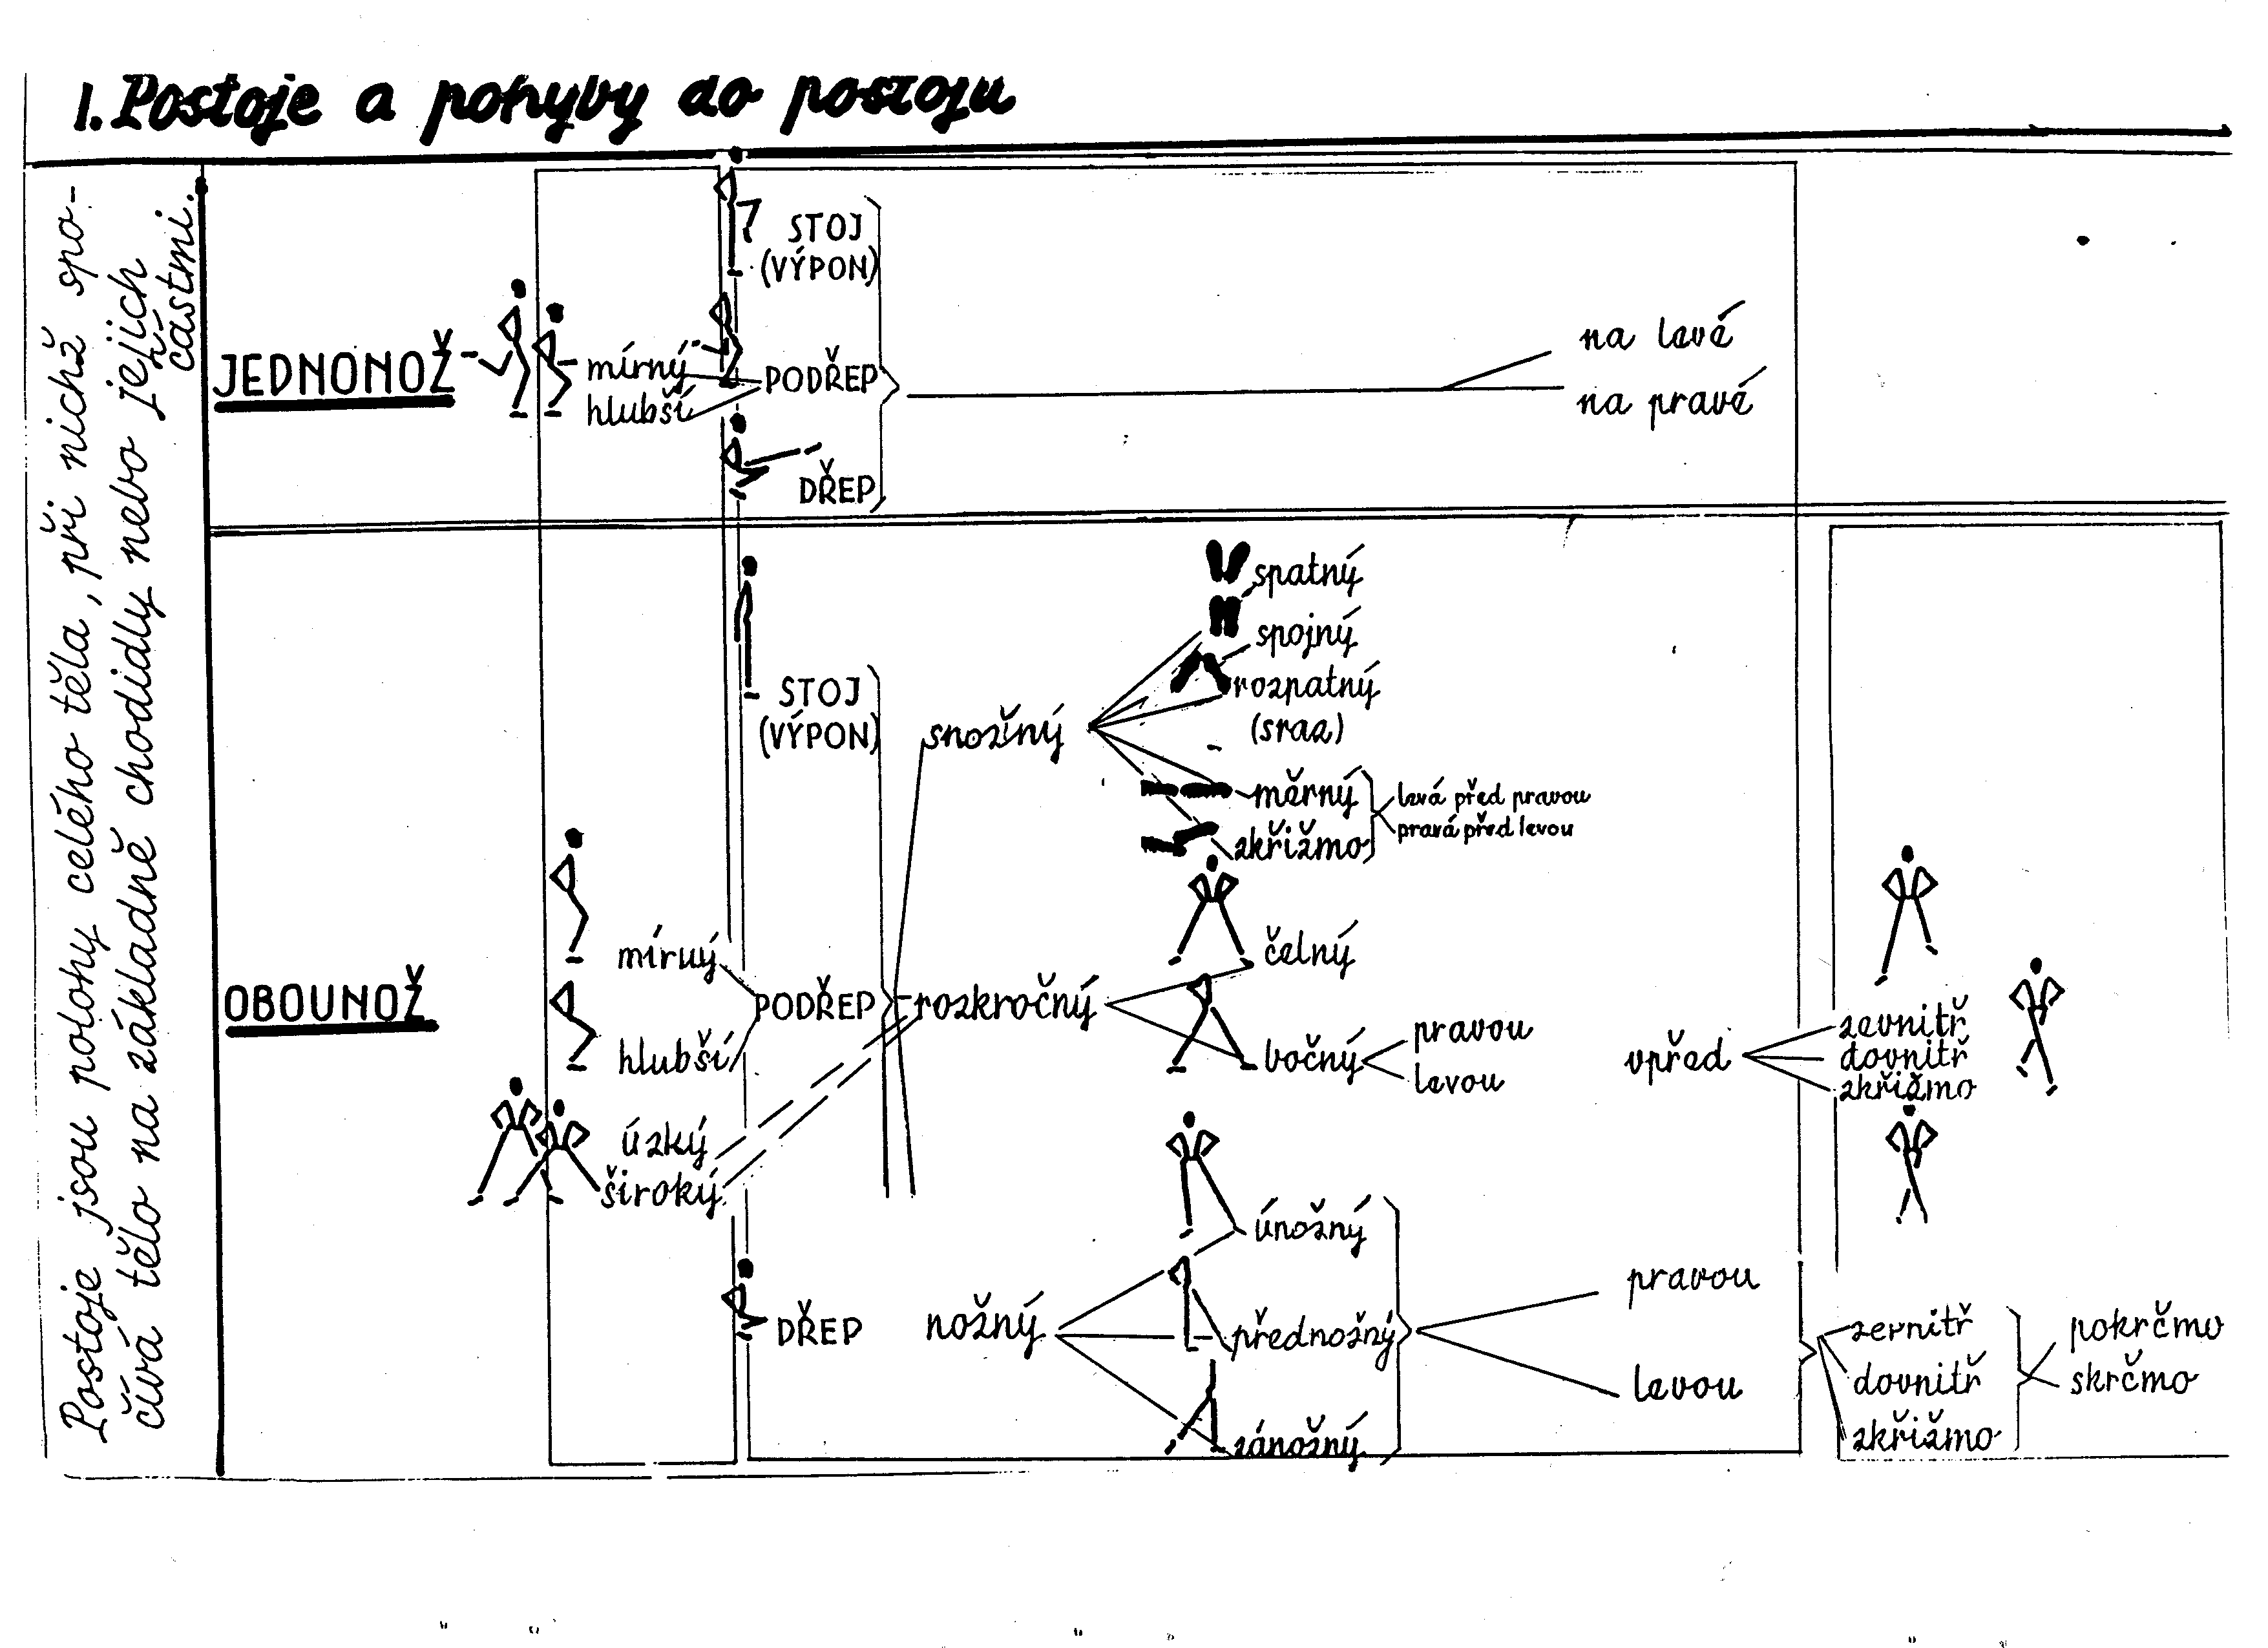 1. Postoje a pohyby do postoju
Postoje jsou polohy celého těla, při nichž spo-
čívá tělo na základně chodidly nebo jejich
částmi.
JEDNONOŽ
STOJ
(VÝPON)
mírný
hlubší
PODŘEP
DŘEP
na levé
na pravé
OBOUNOŽ
STOJ
(VÝPON)
mírný
hlubší
PODŘEP
úzký
široký
DŘEP
snožný
spatný
spojný
rozpatný
(sraz)
měrný
zkřižmo
levá před pravou
pravá před levou
rozkročný
čelný
bočný
pravou
levou
vpřed
zevnitř
dovnitř
zkřižmo
nožný
únožný
přednožný
zánožný
pravou
levou
zevnitř
dovnitř
zkřižmo
pokrčmo
skrčmo